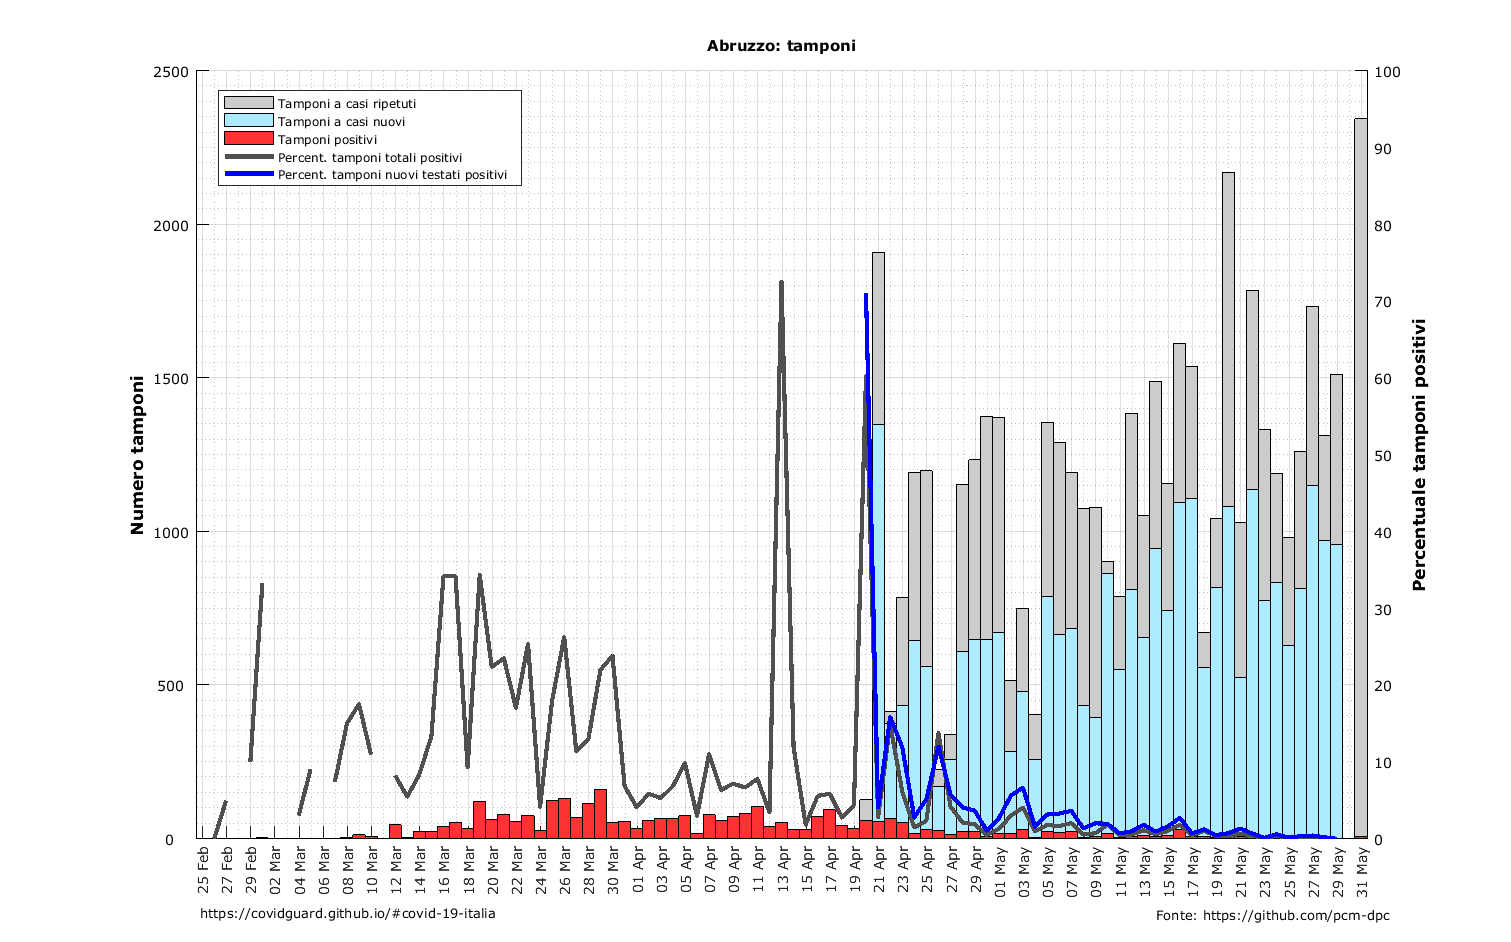 Abruzzo: tamponi
Tamponi a casi ripetuti
Tamponi a casi nuovi
Tamponi positivi
Percent. tamponi totali positivi
Percent. tamponi nuovi testati positivi
Numero tamponi
2500
2000
1500
1000
500
0
Percentuale tamponi positivi
100
90
80
70
60
50
40
30
20
10
0
25 Feb
27 Feb
29 Feb
02 Mar
04 Mar
06 Mar
08 Mar
10 Mar
12 Mar
14 Mar
16 Mar
18 Mar
20 Mar
22 Mar
24 Mar
26 Mar
28 Mar
30 Mar
01 Apr
03 Apr
05 Apr
07 Apr
09 Apr
11 Apr
13 Apr
15 Apr
17 Apr
19 Apr
21 Apr
23 Apr
25 Apr
27 Apr
29 Apr
01 May
03 May
05 May
07 May
09 May
11 May
13 May
15 May
17 May
19 May
21 May
23 May
25 May
27 May
29 May
31 May
https://covidguard.github.io/#covid-19-italia
Fonte: https://github.com/pcm-dpc